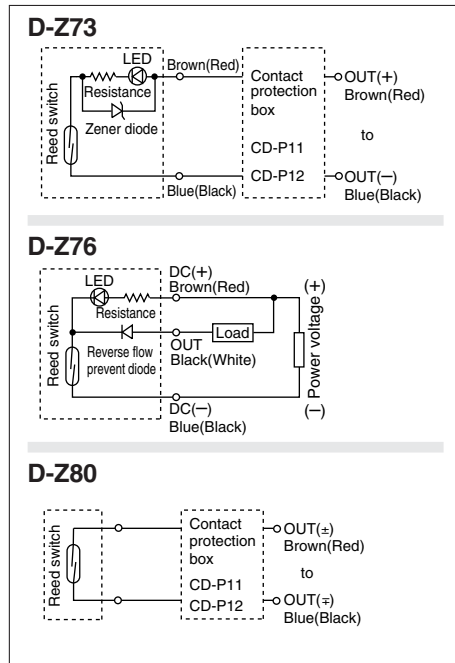 D-Z73
LED
Brown(Red)
Resistance
Zener diode
Reed switch
Contact
protection
box
CD-P11
CD-P12
OUT(+)
Brown(Red)
to
OUT(−)
Blue(Black)
Blue(Black)
D-Z76
LED
DC(+)
Brown(Red)
Resistance
Reed switch
Reverse flow
prevent diode
OUT
Black(White)
Load
(+)
Power voltage
(−)
DC(−)
Blue(Black)
D-Z80
Reed switch
Contact
protection
box
CD-P11
CD-P12
OUT(±)
Brown(Red)
to
OUT(∓)
Blue(Black)